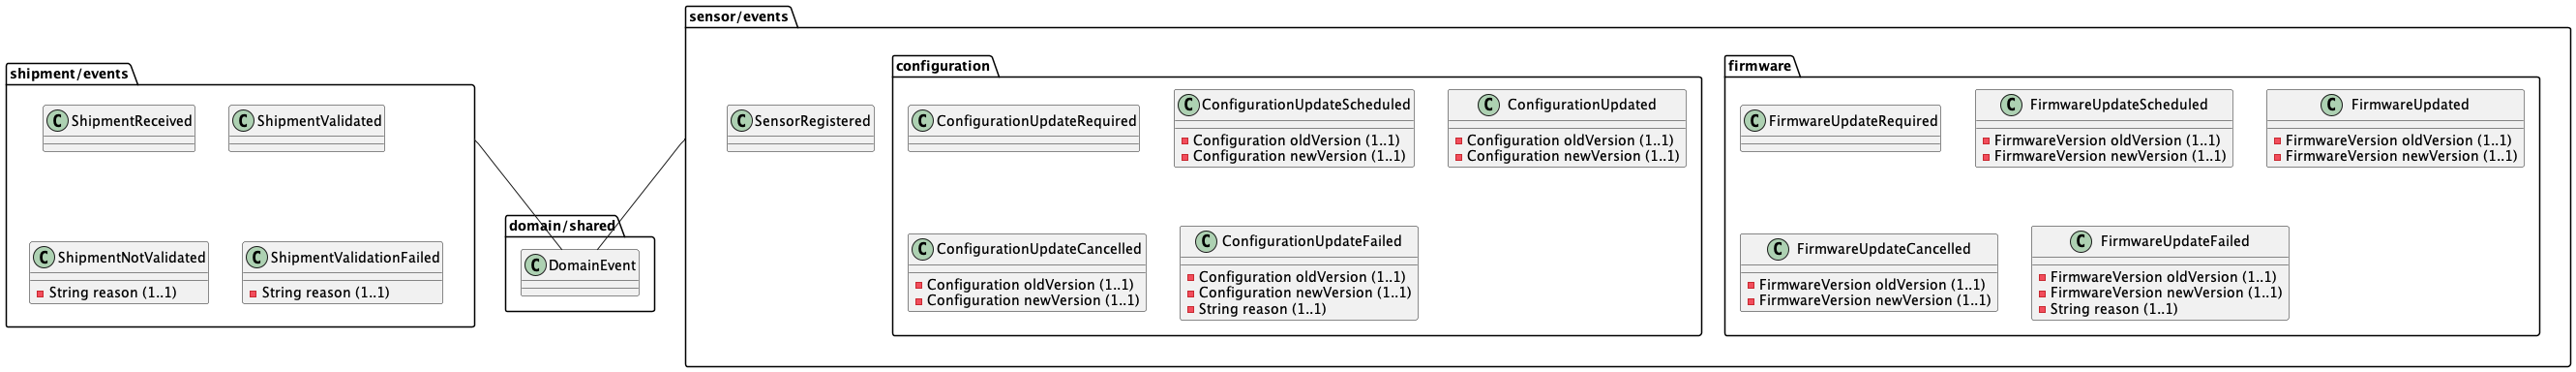 shipment/events
C ShipmentReceived
C ShipmentValidated
C ShipmentNotValidated
String reason (1..1)
C ShipmentValidationFailed
String reason (1..1)
domain/shared
C DomainEvent
sensor/events
C SensorRegistered
configuration
C ConfigurationUpdateRequired
C ConfigurationUpdateScheduled
Configuration oldVersion (1..1)
Configuration newVersion (1..1)
C ConfigurationUpdated
Configuration oldVersion (1..1)
Configuration newVersion (1..1)
C ConfigurationUpdateCancelled
Configuration oldVersion (1..1)
Configuration newVersion (1..1)
C ConfigurationUpdateFailed
Configuration oldVersion (1..1)
Configuration newVersion (1..1)
String reason (1..1)
firmware
C FirmwareUpdateRequired
C FirmwareUpdateScheduled
FirmwareVersion oldVersion (1..1)
FirmwareVersion newVersion (1..1)
C FirmwareUpdated
FirmwareVersion oldVersion (1..1)
FirmwareVersion newVersion (1..1)
C FirmwareUpdateCancelled
FirmwareVersion oldVersion (1..1)
FirmwareVersion newVersion (1..1)
C FirmwareUpdateFailed
FirmwareVersion oldVersion (1..1)
FirmwareVersion newVersion (1..1)
String reason (1..1)